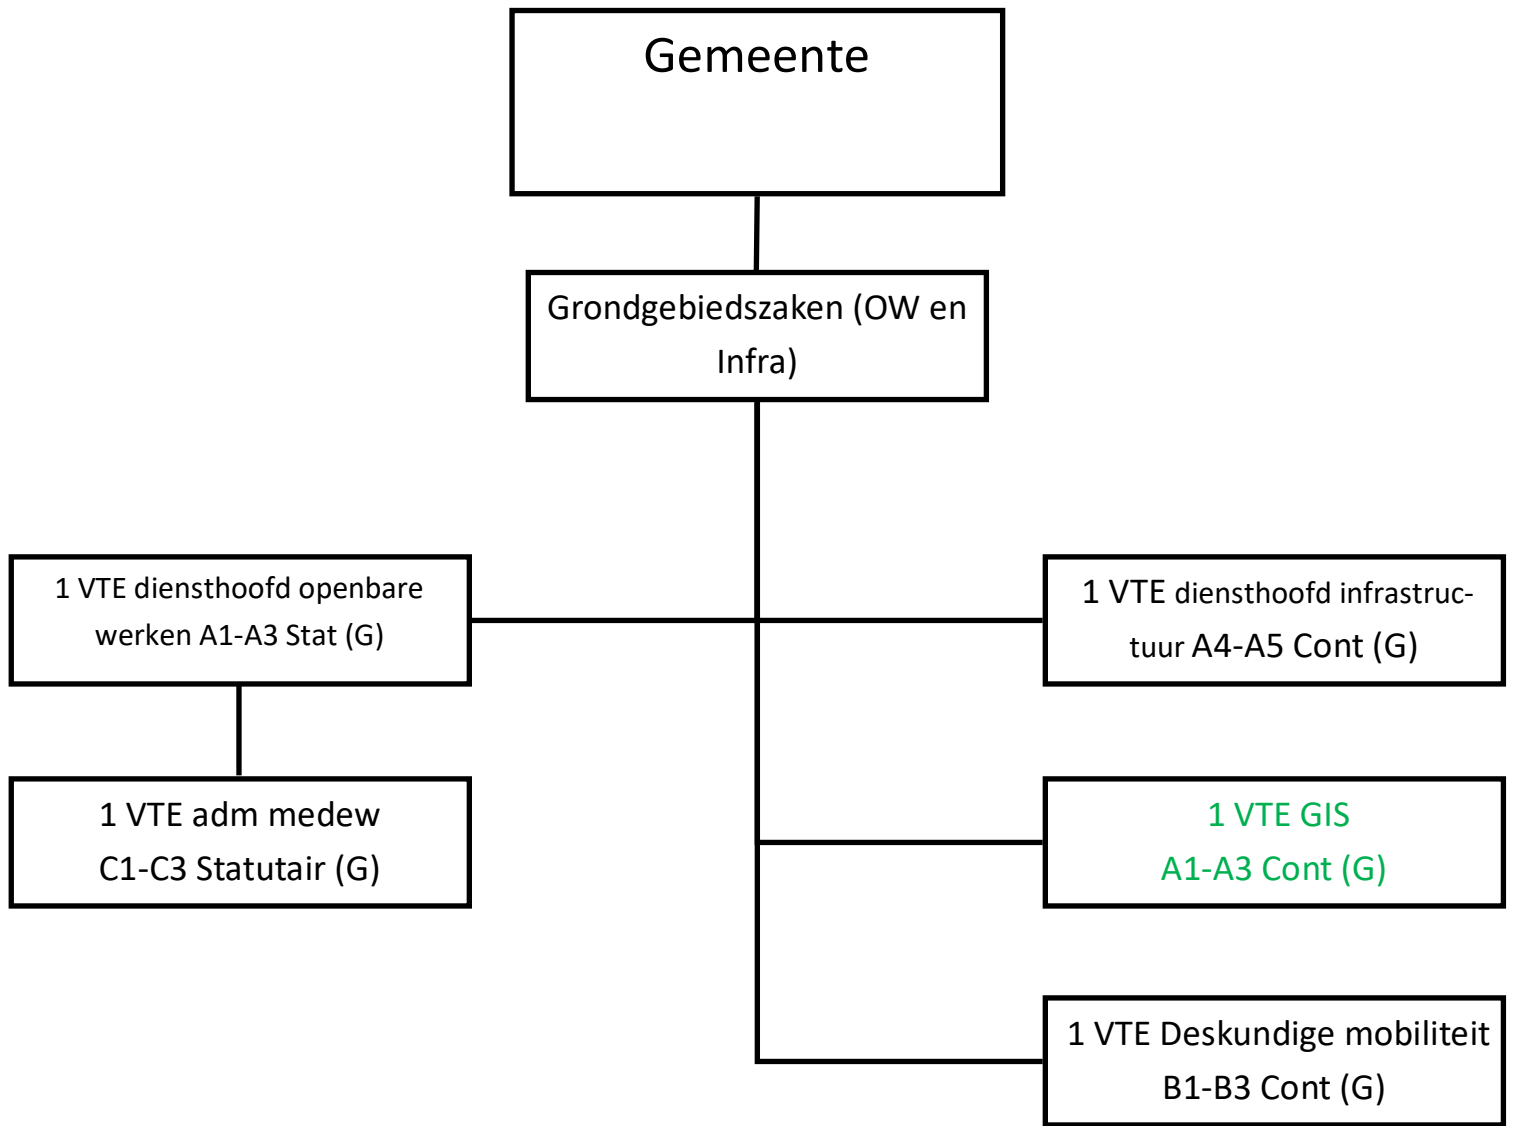 Gemeente
Grondgebiedszaken (OW en
Infra)
1 VTE diensthoofd openbare
werken A1-A3 Stat (G)
1 VTE diensthoofd infrastruc-
tuur A4-A5 Cont (G)
1 VTE adm medew
C1-C3 Statutair (G)
1 VTE GIS
A1-A3 Cont (G)
1 VTE Deskundige mobiliteit
B1-B3 Cont (G)